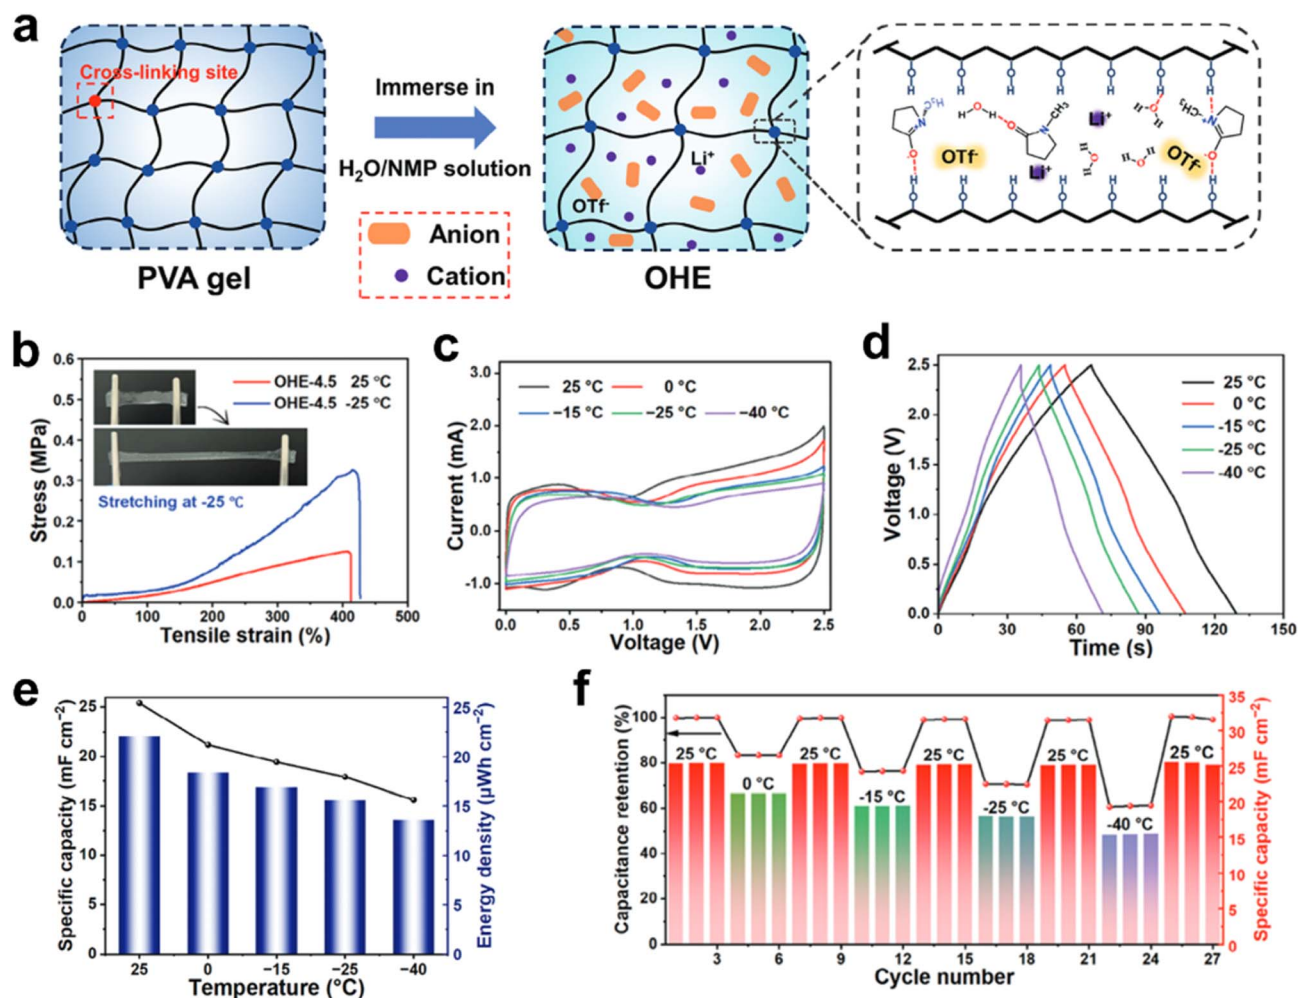 a
Cross-linking site
PVA gel
Immerse in
H₂O/NMP solution
Anion
Cation
Li⁺
OTf⁻
OHE
H H H H H H H
O O O O O O O
H₃C
N
O
H O H
O
N
CH₃
Li⁺
Li⁺
OTf⁻
H O H
H O H
H O H
CH₃
N
O
OTf⁻
H H H H H H H
O O O O O O O
b
Stress (MPa)
0.6
0.5
0.4
0.3
0.2
0.1
0.0
OHE-4.5 25 °C
OHE-4.5 -25 °C
Stretching at -25 °C
0 100 200 300 400 500
Tensile strain (%)
c
Current (mA)
3.0
2.0
1.0
0.0
-1.0
25 °C 0 °C
−15 °C −25 °C −40 °C
0.0 0.5 1.0 1.5 2.0 2.5
Voltage (V)
d
Voltage (V)
2.5
2.0
1.5
1.0
0.5
0.0
25 °C
0 °C
-15 °C
-25 °C
-40 °C
0 30 60 90 120 150
Time (s)
e
Specific capacity (mF cm⁻²)
25
20
15
10
5
0
25 0 −15 −25 −40
Temperature (°C)
25
20
15
10
5
0
Energy density (μWh cm⁻²)
f
Capacitance retention (%)
100
80
60
40
20
0
25 °C
0 °C
25 °C
-15 °C
25 °C
-25 °C
25 °C
-40 °C
25 °C
3 6 9 12 15 18 21 24 27
Cycle number
35
30
25
20
15
10
5
0
Specific capacity (mF cm⁻²)